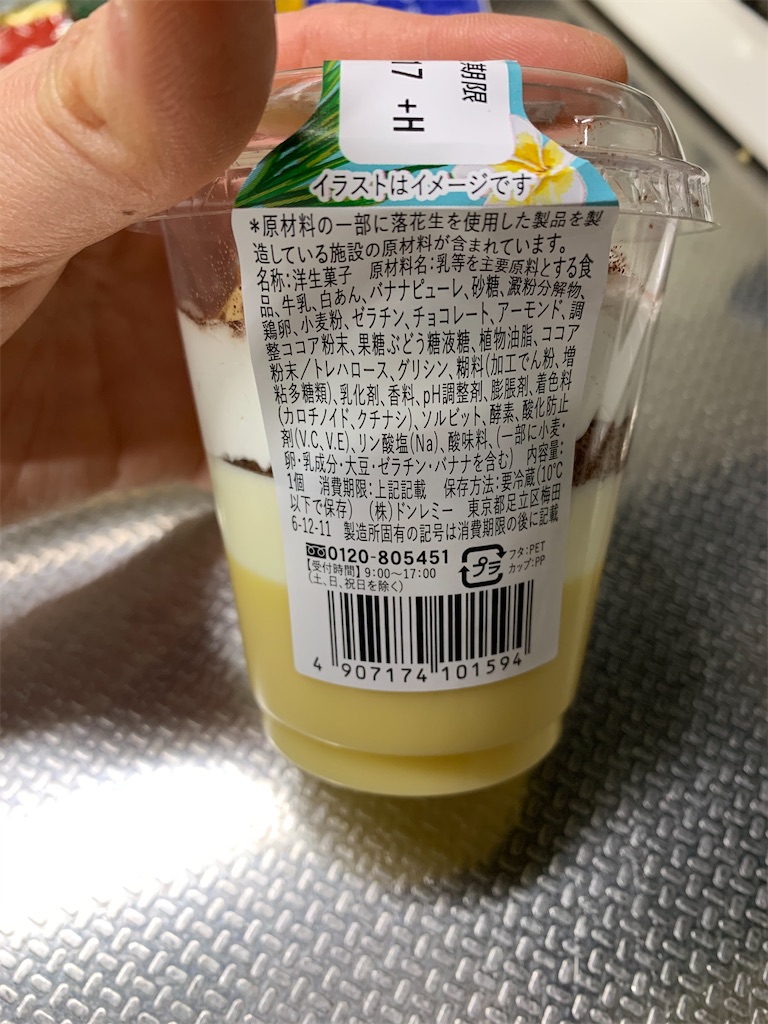 期限
17 +H
イラストはイメージです
*原材料の一部に落花生を使用した製品を製
造している施設の原材料が含まれています。
名称:洋生菓子 原材料名:乳等を主要原料とする食
品、牛乳、白あん、バナナピューレ、砂糖、澱粉分解物、
鶏卵、小麦粉、ゼラチン、チョコレート、アーモンド、調
整ココア粉末、果糖ぶどう糖液糖、植物油脂、ココア
粉末/トレハロース、グリシン、糊料(加工でん粉、増
粘多糖類)、乳化剤、香料、pH調整剤、膨脹剤、着色料
(カロチノイド、クチナシ)、ソルビット、酵素、酸化防止
剤(V.C、V.E)、リン酸塩(Na)、酸味料、(一部に小麦・
卵・乳成分・大豆・ゼラチン・バナナを含む) 内容量:
1個 消費期限:上記記載 保存方法:要冷蔵(10℃
以下で保存) (株)ドンレミー 東京都足立区梅田
6-12-11 製造所固有の記号は消費期限の後に記載
0120-805451
【受付時間】9:00～17:00
(土、日、祝日を除く)
プラ
フタ:PET
カップ:PP
4 907174 101594